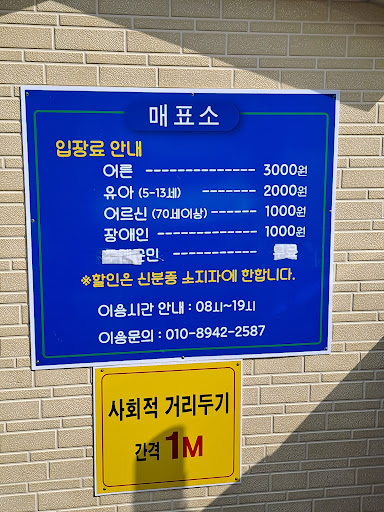 매표소
입장료 안내
어른 -------------- 3000원
유아 (5-13세) ------- 2000원
어르신 (70세이상)------ 1000원
장애인 ------------- 1000원
※할인은 신분증 소지자에 한합니다.
이용시간 안내 : 08시~19시
이용문의 : 010-8942-2587
사회적 거리두기
간격 1M